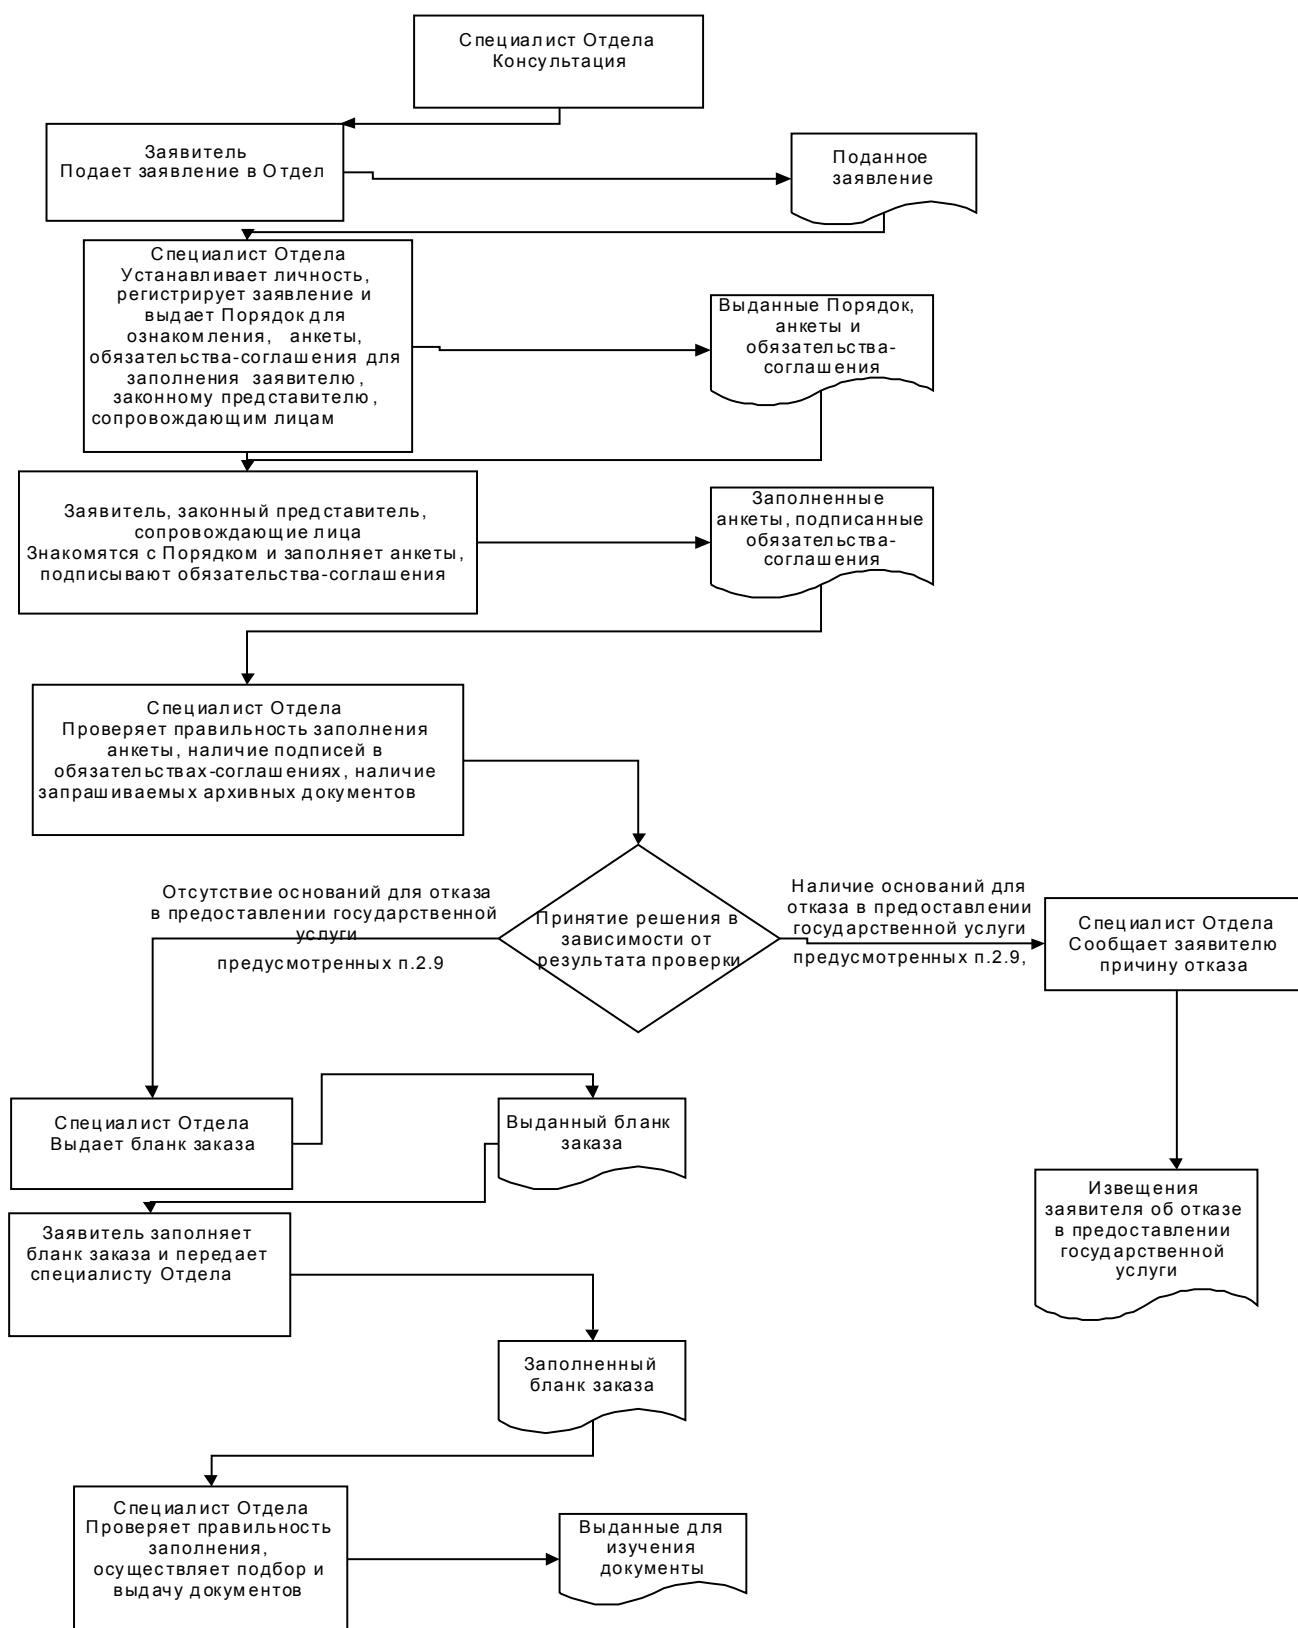 Специалист Отдела
Консультация
Заявитель
Подает заявление в Отдел
Поданное
заявление
Специалист Отдела
Устанавливает личность,
регистрирует заявление и
выдает Порядок для
ознакомления, анкеты,
обязательства-соглашения для
заполнения заявителю,
законному представителю,
сопровождающим лицам
Выданные Порядок,
анкеты и
обязательства-
соглашения
Заявитель, законный представитель,
сопровождающие лица
Знакомятся с Порядком и заполняет анкеты,
подписывают обязательства-соглашения
Заполненные
анкеты, подписанные
обязательства-
соглашения
Специалист Отдела
Проверяет правильность заполнения
анкеты, наличие подписей в
обязательствах-соглашениях, наличие
запрашиваемых архивных документов
Отсутствие оснований для отказа
в предоставлении государственной
услуги
предусмотренных п.2.9
Принятие решения в
зависимости от
результата проверки
Наличие оснований для
отказа в предоставлении
государственной услуги
предусмотренных п.2.9,
Специалист Отдела
Сообщает заявителю
причину отказа
Специалист Отдела
Выдает бланк заказа
Выданный бланк
заказа
Извещения
заявителя об отказе
в предоставлении
государственной
услуги
Заявитель заполняет
бланк заказа и передает
специалисту Отдела
Заполненный
бланк заказа
Специалист Отдела
Проверяет правильность
заполнения,
осуществляет подбор и
выдачу документов
Выданные для
изучения
документы